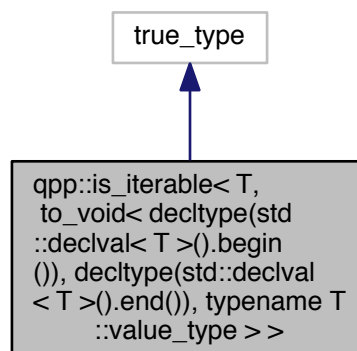 true_type
qpp::is_iterable< T,
to_void< decltype(std
::declval< T >().begin
()), decltype(std::declval
< T >().end()), typename T
::value_type > >